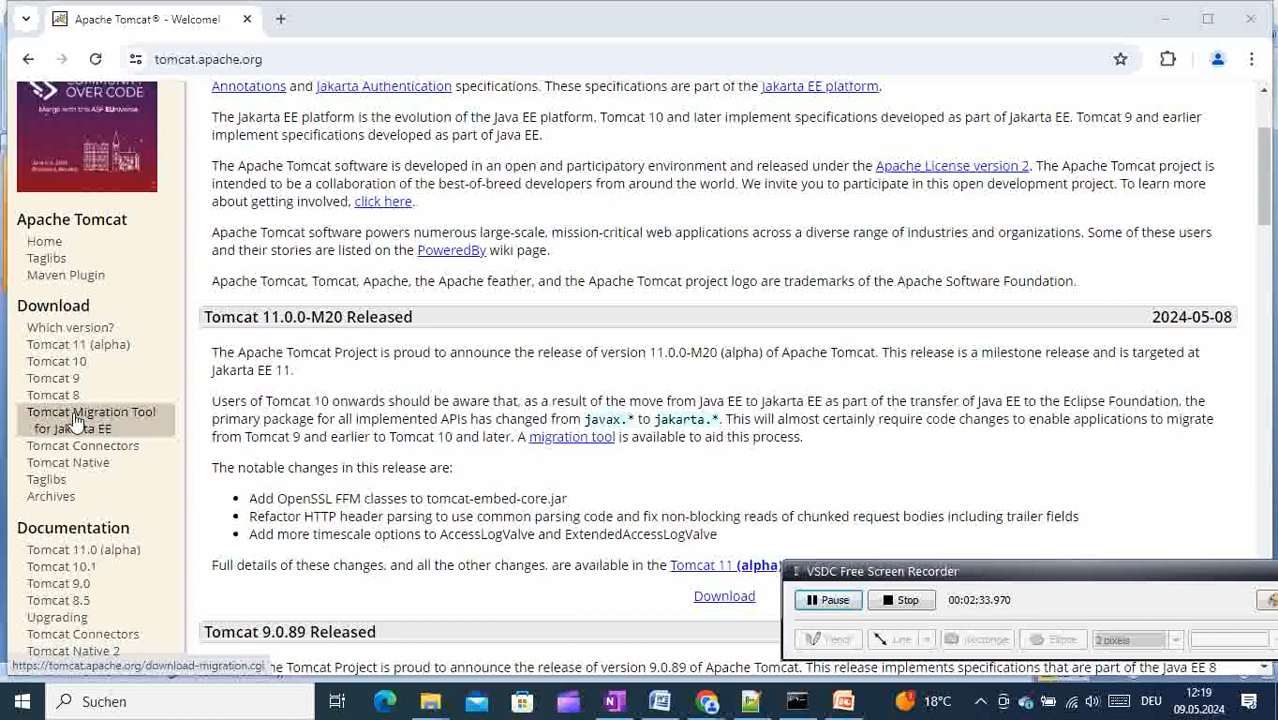 Apache Tomcat® - Welcome!
tomcat.apache.org
COMMUNITY
OVER CODE
Merge with the ASF EUniverse
Annotations and Jakarta Authentication specifications. These specifications are part of the Jakarta EE platform.
The Jakarta EE platform is the evolution of the Java EE platform. Tomcat 10 and later implement specifications developed as part of Jakarta EE. Tomcat 9 and earlier
implement specifications developed as part of Java EE.
The Apache Tomcat software is developed in an open and participatory environment and released under the Apache License version 2. The Apache Tomcat project is
intended to be a collaboration of the best-of-breed developers from around the world. We invite you to participate in this open development project. To learn more
about getting involved, click here.
Apache Tomcat software powers numerous large-scale, mission-critical web applications across a diverse range of industries and organizations. Some of these users
and their stories are listed on the PoweredBy wiki page.
Apache Tomcat, Tomcat, Apache, the Apache feather, and the Apache Tomcat project logo are trademarks of the Apache Software Foundation.
Apache Tomcat
Home
Taglibs
Maven Plugin
Download
Which version?
Tomcat 11 (alpha)
Tomcat 10
Tomcat 9
Tomcat 8
Tomcat Migration Tool
for Jakarta EE
Tomcat Connectors
Tomcat Native
Taglibs
Archives
Documentation
Tomcat 11.0 (alpha)
Tomcat 10.1
Tomcat 9.0
Tomcat 8.5
Upgrading
Tomcat Connectors
Tomcat Native 2
https://tomcat.apache.org/download-migration.cgi
Tomcat 11.0.0-M20 Released 2024-05-08
The Apache Tomcat Project is proud to announce the release of version 11.0.0-M20 (alpha) of Apache Tomcat. This release is a milestone release and is targeted at
Jakarta EE 11.
Users of Tomcat 10 onwards should be aware that, as a result of the move from Java EE to Jakarta EE as part of the transfer of Java EE to the Eclipse Foundation, the
primary package for all implemented APIs has changed from javax.* to jakarta.*. This will almost certainly require code changes to enable applications to migrate
from Tomcat 9 and earlier to Tomcat 10 and later. A migration tool is available to aid this process.
The notable changes in this release are:
• Add OpenSSL FFM classes to tomcat-embed-core.jar
• Refactor HTTP header parsing to use common parsing code and fix non-blocking reads of chunked request bodies including trailer fields
• Add more timescale options to AccessLogValve and ExtendedAccessLogValve
Full details of these changes, and all the other changes, are available in the Tomcat 11 (alpha)
Download
Tomcat 9.0.89 Released
he Tomcat Project is proud to announce the release of version 9.0.89 of Apache Tomcat. This release implements specifications that are part of the Java EE 8
VSDC Free Screen Recorder
Pause Stop 00:02:33.970
Pencil Line Rectangle Ellipse 2 pixels
Suchen
18°C DEU 12:19
09.05.2024